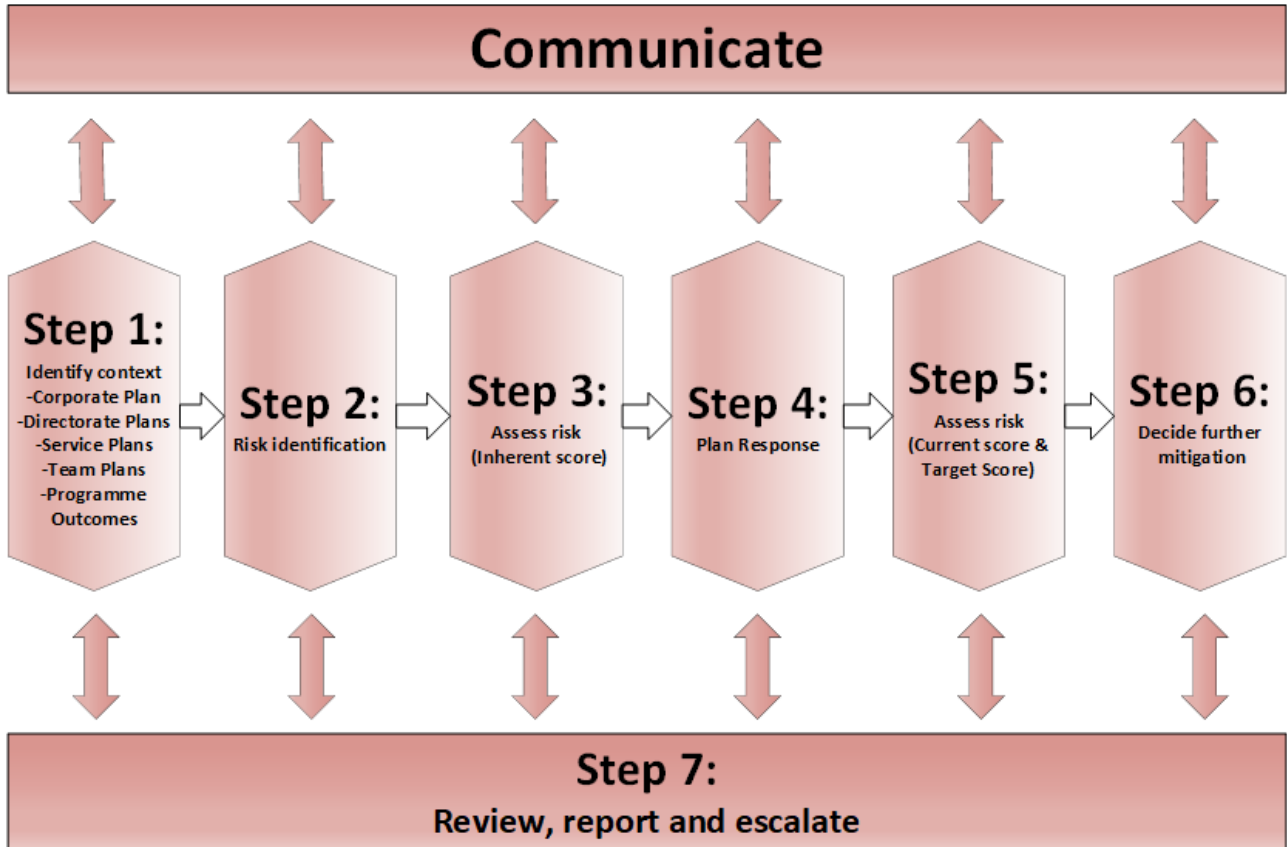 Communicate
Step 1:
Identify context
-Corporate Plan
-Directorate Plans
-Service Plans
-Team Plans
-Programme
Outcomes
Step 2:
Risk identification
Step 3:
Assess risk
(Inherent score)
Step 4:
Plan Response
Step 5:
Assess risk
(Current score &
Target Score)
Step 6:
Decide further
mitigation
Step 7:
Review, report and escalate